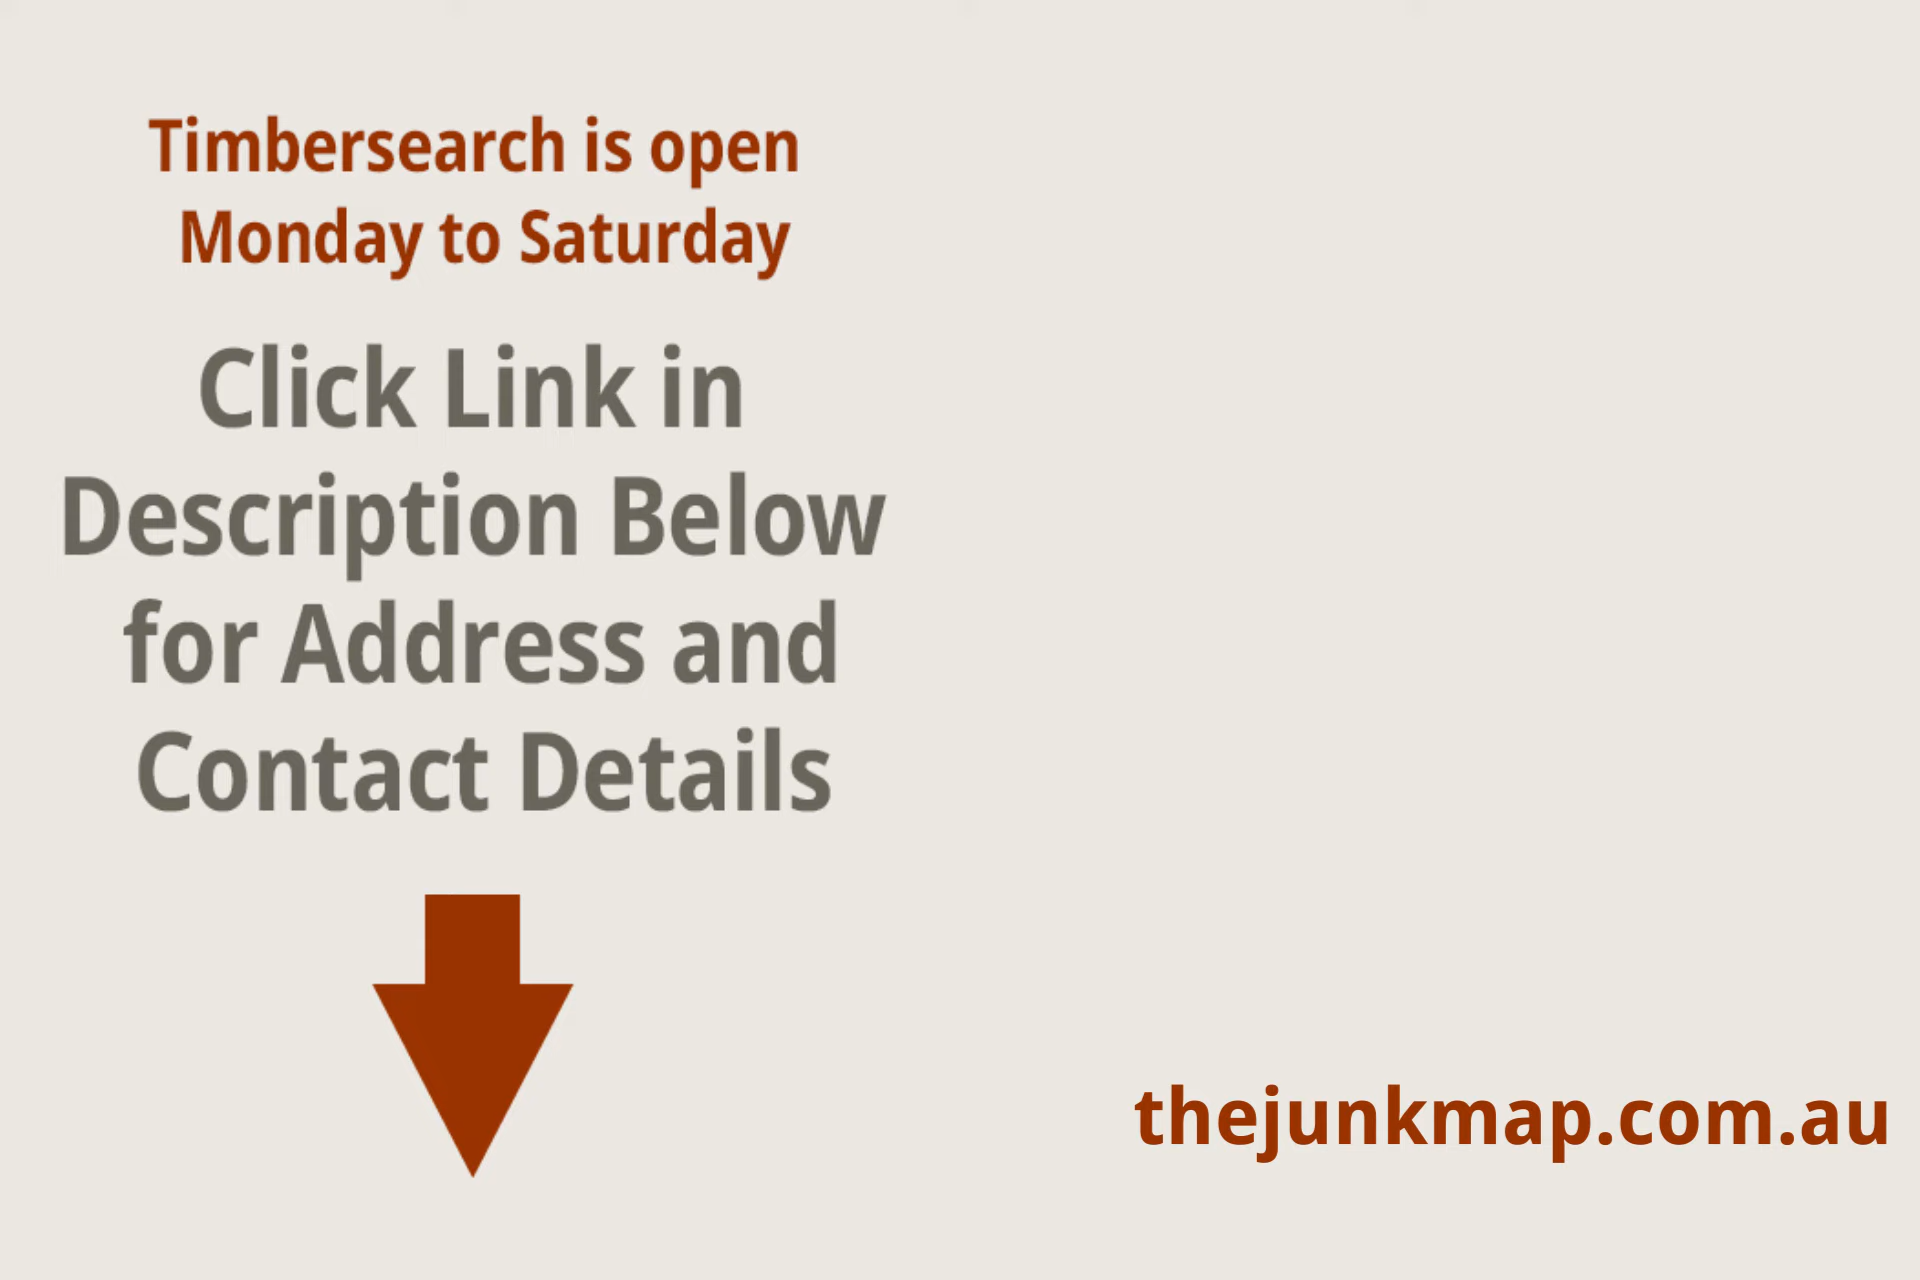 Timbersearch is open
Monday to Saturday
Click Link in
Description Below
for Address and
Contact Details
thejunkmap.com.au